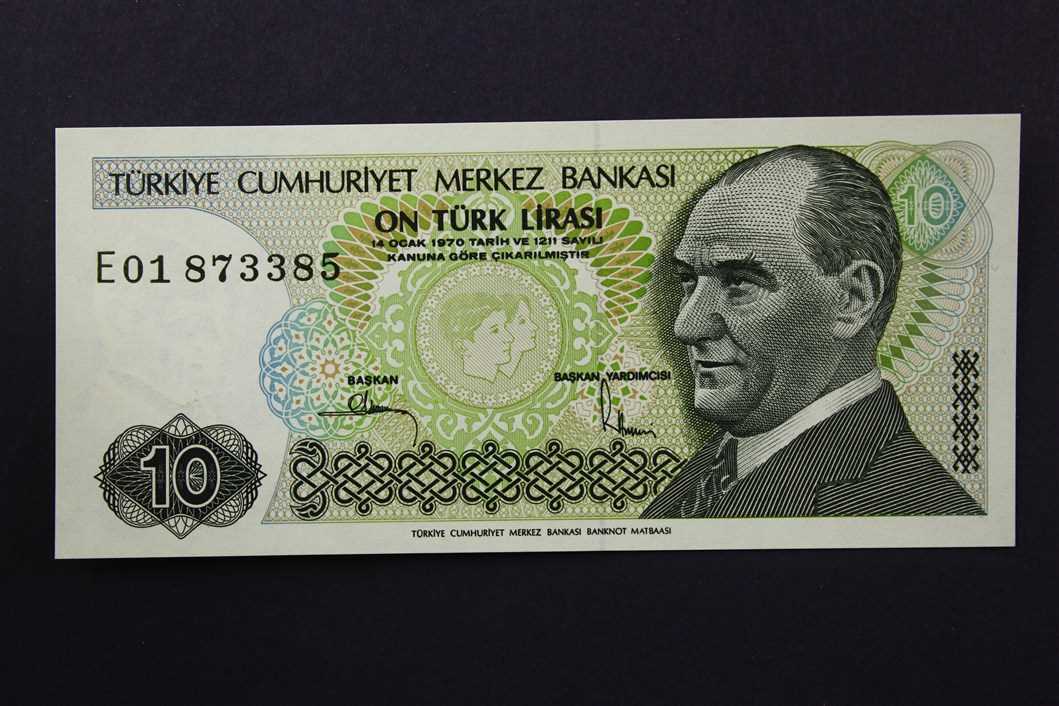 TÜRKİYE CUMHURİYET MERKEZ BANKASI
ON TÜRK LİRASI
14 OCAK 1970 TARİH VE 1211 SAYILI
KANUNA GÖRE ÇIKARILMIŞTIR
10
E01 873385
BAŞKAN
BAŞKAN YARDIMCISI
10
TÜRKİYE CUMHURİYET MERKEZ BANKASI BANKNOT MATBAASI